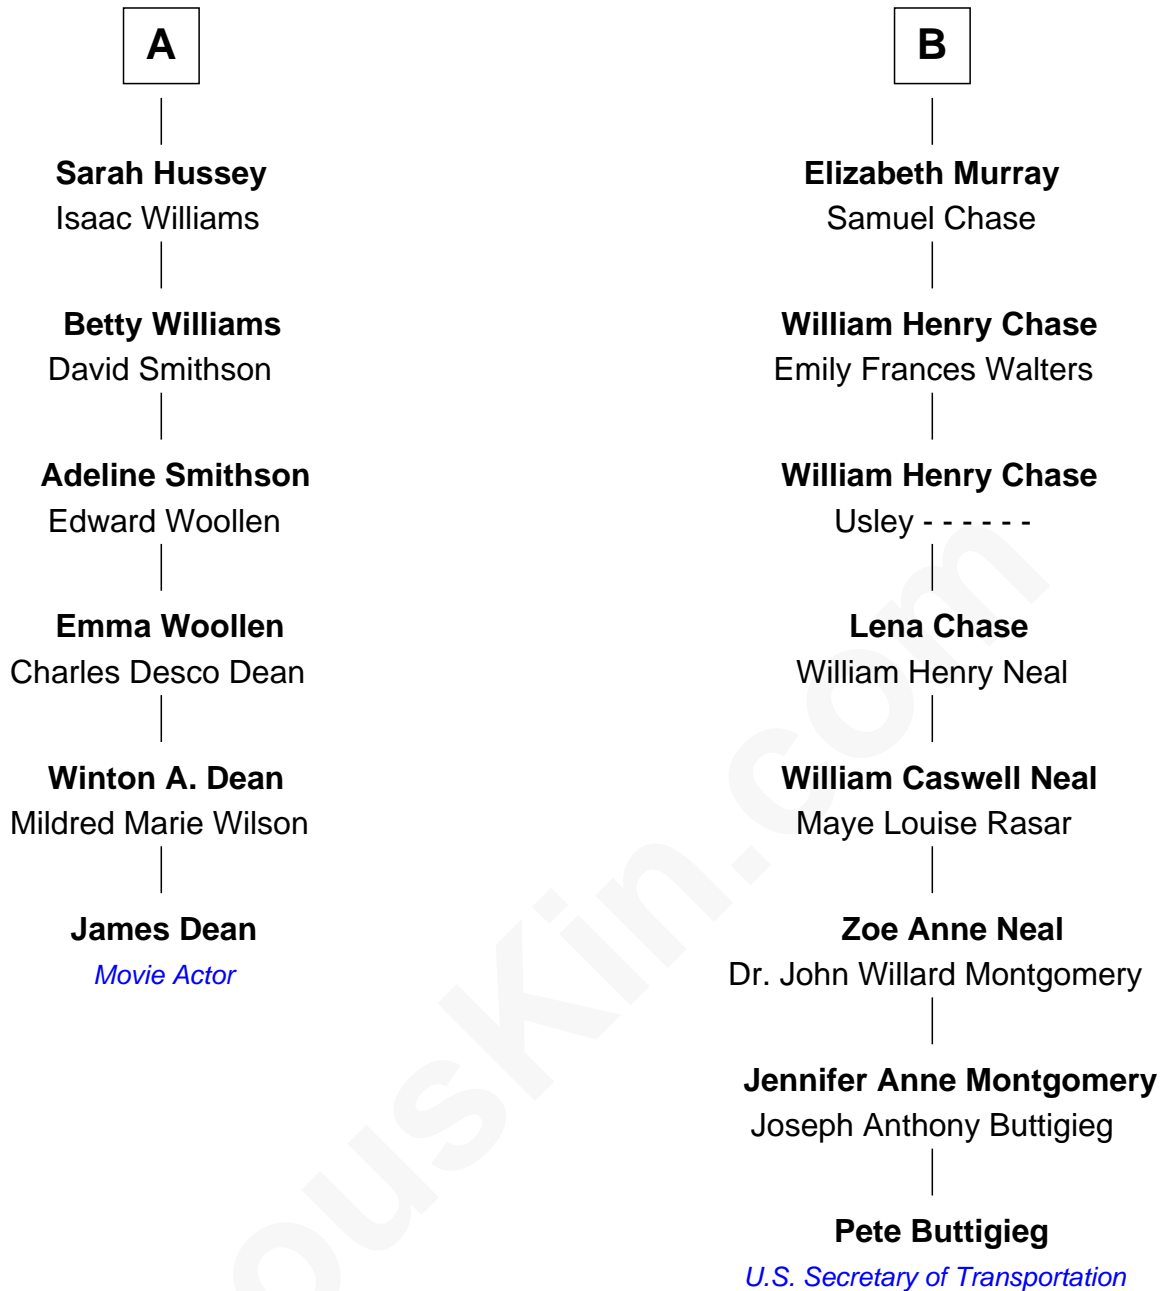 A
Sarah Hussey
Isaac Williams
Betty Williams
David Smithson
Adeline Smithson
Edward Woollen
Emma Woollen
Charles Desco Dean
Winton A. Dean
Mildred Marie Wilson
James Dean
Movie Actor
B
Elizabeth Murray
Samuel Chase
William Henry Chase
Emily Frances Walters
William Henry Chase
Usley - - - - - -
Lena Chase
William Henry Neal
William Caswell Neal
Maye Louise Rasar
Zoe Anne Neal
Dr. John Willard Montgomery
Jennifer Anne Montgomery
Joseph Anthony Buttigieg
Pete Buttigieg
U.S. Secretary of Transportation
ousKin.com